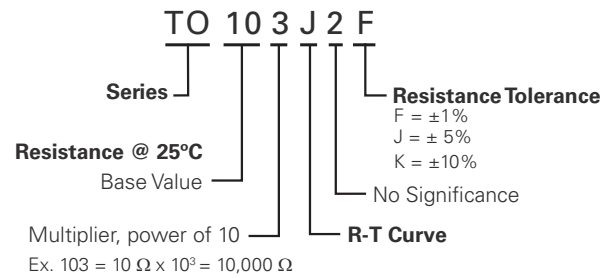 TO 10 3 J 2 F
Series
Resistance Tolerance
F = ±1%
J = ± 5%
K = ±10%
Resistance @ 25ºC
Base Value
No Significance
Multiplier, power of 10
R-T Curve
Ex. 103 = 10 Ω x 10³ = 10,000 Ω